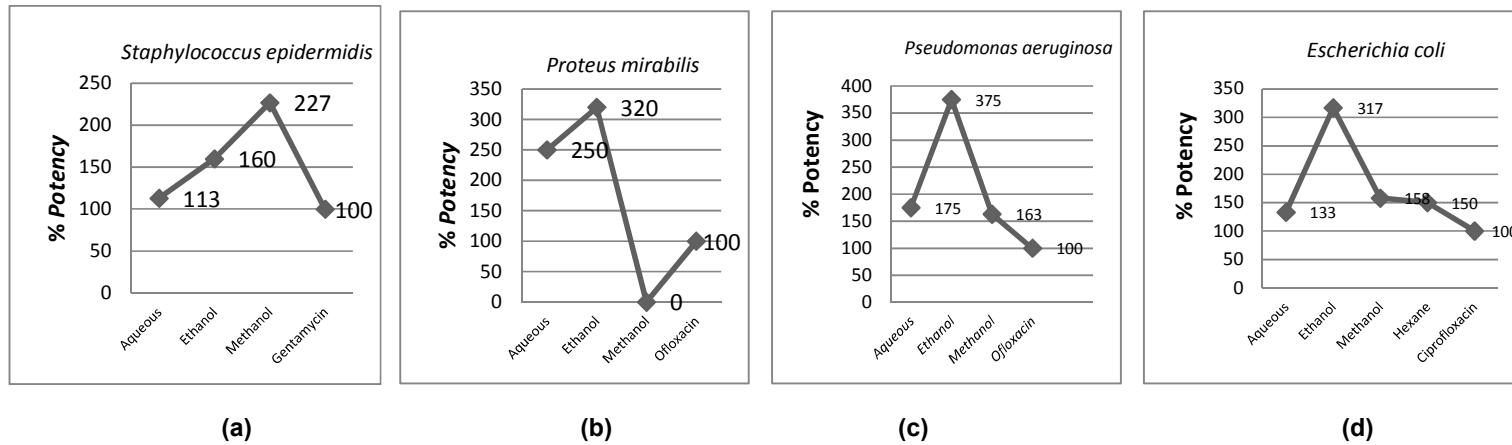 Staphylococcus epidermidis
% Potency
250
200
150
100
50
0
113
160
227
100
Aqueous
Ethanol
Methanol
Gentamycin
(a)
Proteus mirabilis
% Potency
350
300
250
200
150
100
50
0
250
320
0
100
Aqueous
Ethanol
Methanol
Ofloxacin
(b)
Pseudomonas aeruginosa
% Potency
400
350
300
250
200
150
100
50
0
175
375
163
100
Aqueous
Ethanol
Methanol
Ofloxacin
(c)
Escherichia coli
% Potency
350
300
250
200
150
100
50
0
133
317
158
150
100
Aqueous
Ethanol
Methanol
Hexane
Ciprofloxacin
(d)